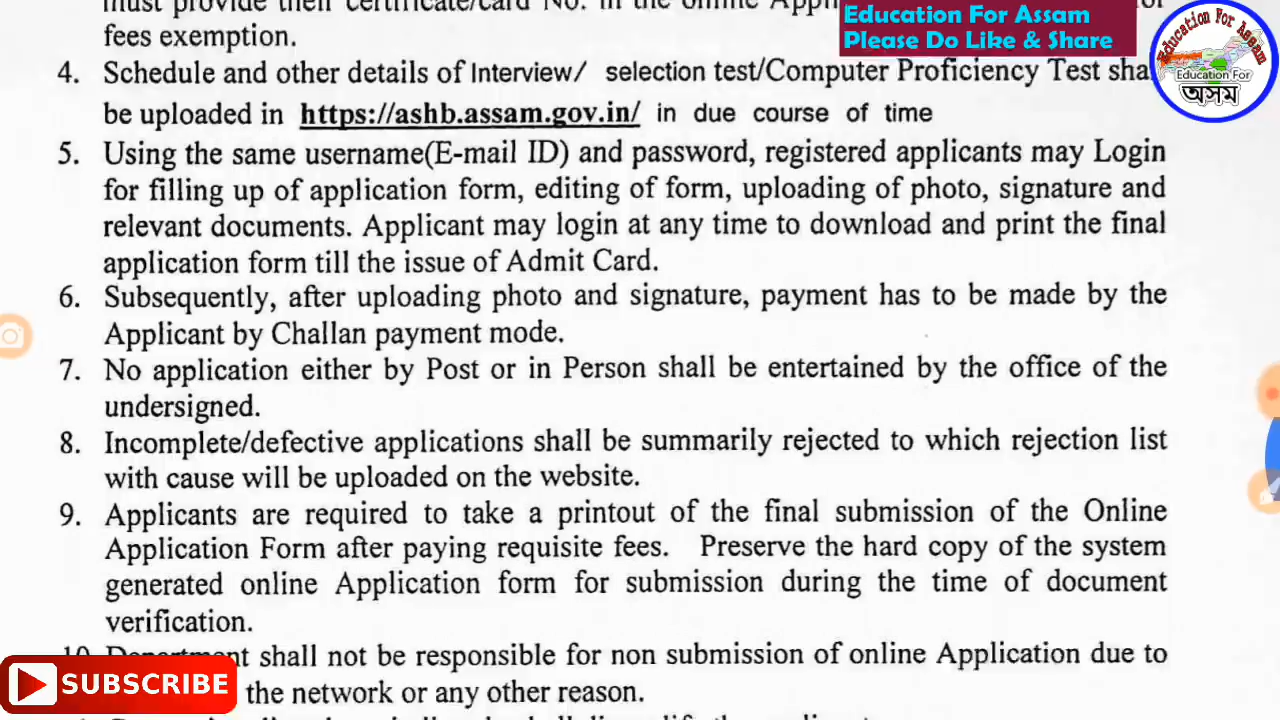 must provide their certificate/card No. in the online
fees exemption.
Education For Assam
Please Do Like & Share
Education For Assam
Education For
অসম
4. Schedule and other details of Interview/ selection test/Computer Proficiency Test
be uploaded in https://ashb.assam.gov.in/ in due course of time
5. Using the same username(E-mail ID) and password, registered applicants may Login
for filling up of application form, editing of form, uploading of photo, signature and
relevant documents. Applicant may login at any time to download and print the final
application form till the issue of Admit Card.
6. Subsequently, after uploading photo and signature, payment has to be made by the
Applicant by Challan payment mode.
7. No application either by Post or in Person shall be entertained by the office of the
undersigned.
8. Incomplete/defective applications shall be summarily rejected to which rejection list
with cause will be uploaded on the website.
9. Applicants are required to take a printout of the final submission of the Online
Application Form after paying requisite fees. Preserve the hard copy of the system
generated online Application form for submission during the time of document
verification.
10. Department shall not be responsible for non submission of online Application due to
the network or any other reason.
SUBSCRIBE